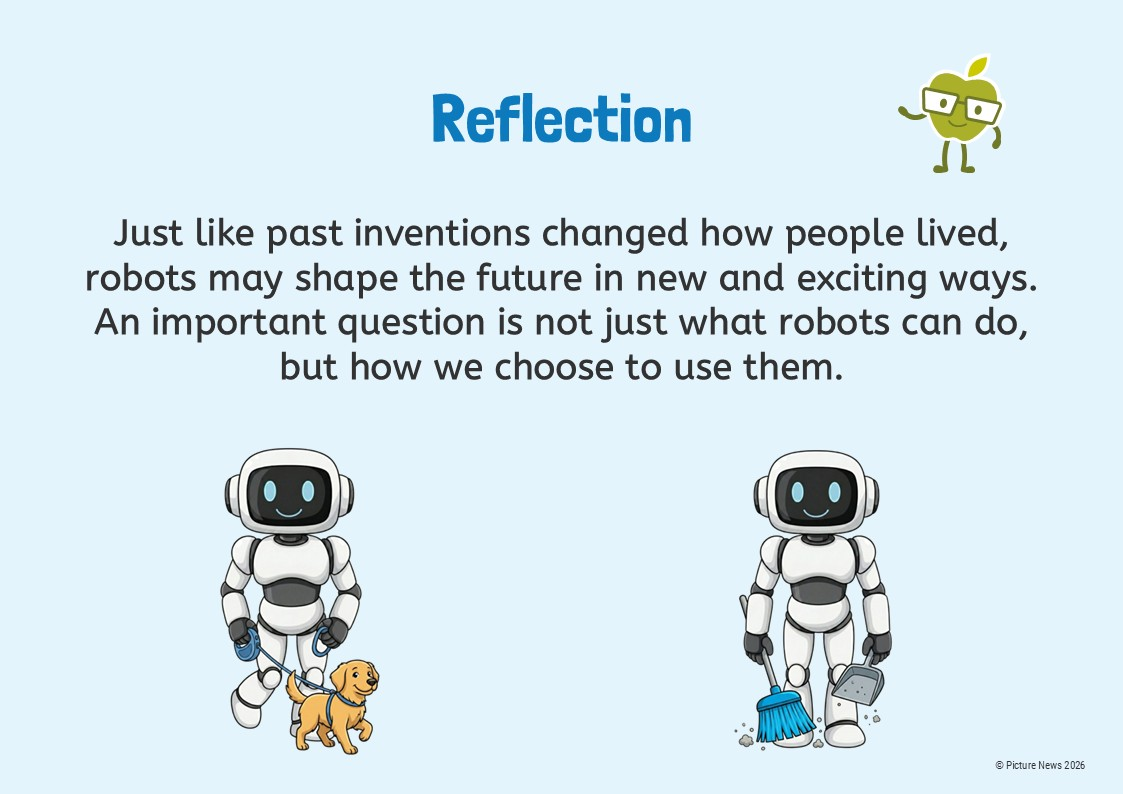 Reflection
Just like past inventions changed how people lived,
robots may shape the future in new and exciting ways.
An important question is not just what robots can do,
but how we choose to use them.
© Picture News 2026